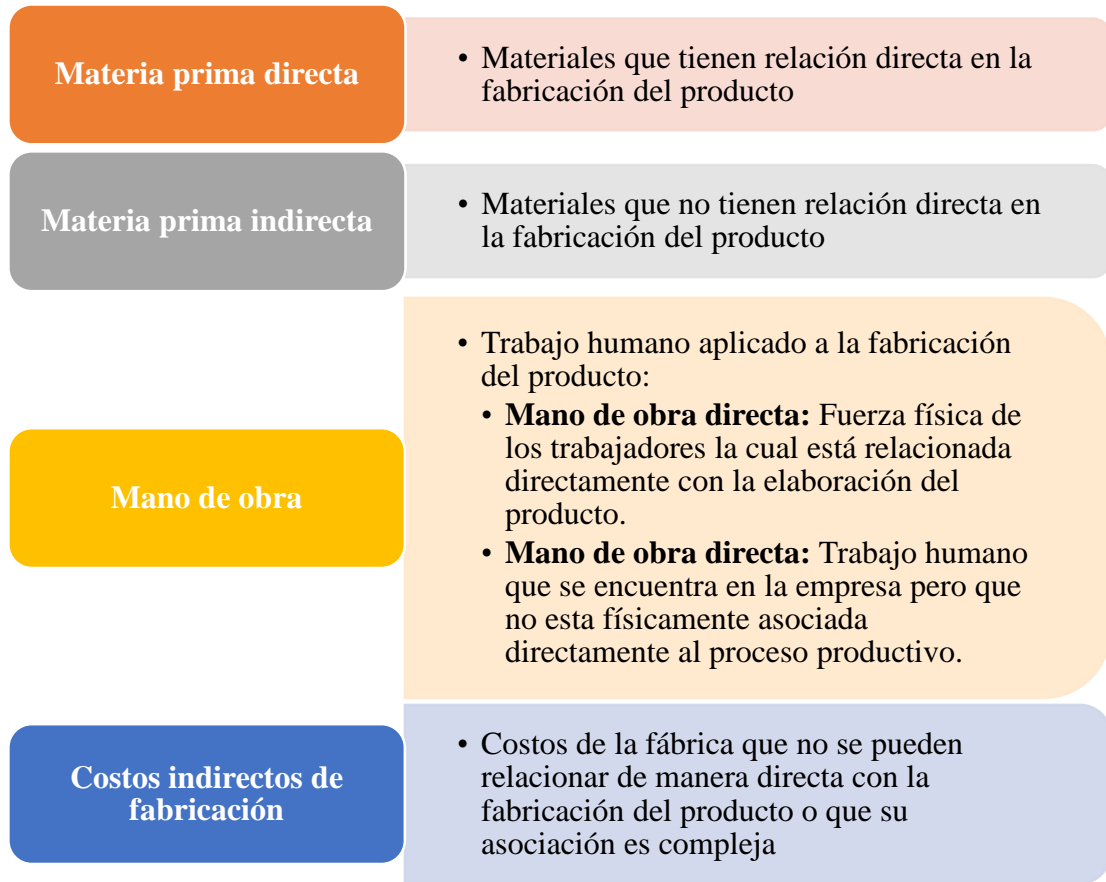 Materia prima directa
• Materiales que tienen relación directa en la
fabricación del producto
Materia prima indirecta
• Materiales que no tienen relación directa en
la fabricación del producto
Mano de obra
• Trabajo humano aplicado a la fabricación
del producto:
• Mano de obra directa: Fuerza física de
los trabajadores la cual está relacionada
directamente con la elaboración del
producto.
• Mano de obra directa: Trabajo humano
que se encuentra en la empresa pero que
no esta físicamente asociada
directamente al proceso productivo.
Costos indirectos de
fabricación
• Costos de la fábrica que no se pueden
relacionar de manera directa con la
fabricación del producto o que su
asociación es compleja